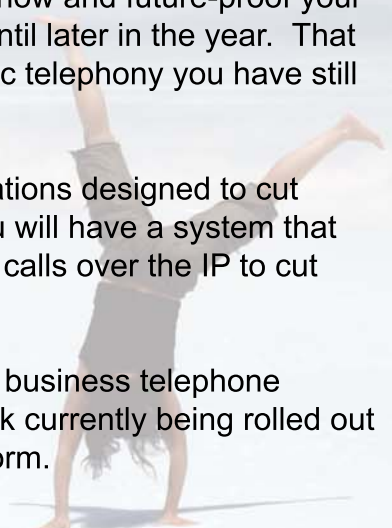 now and future-proof your
ntil later in the year. That
c telephony you have still
ations designed to cut
u will have a system that
calls over the IP to cut
business telephone
k currently being rolled out
orm.